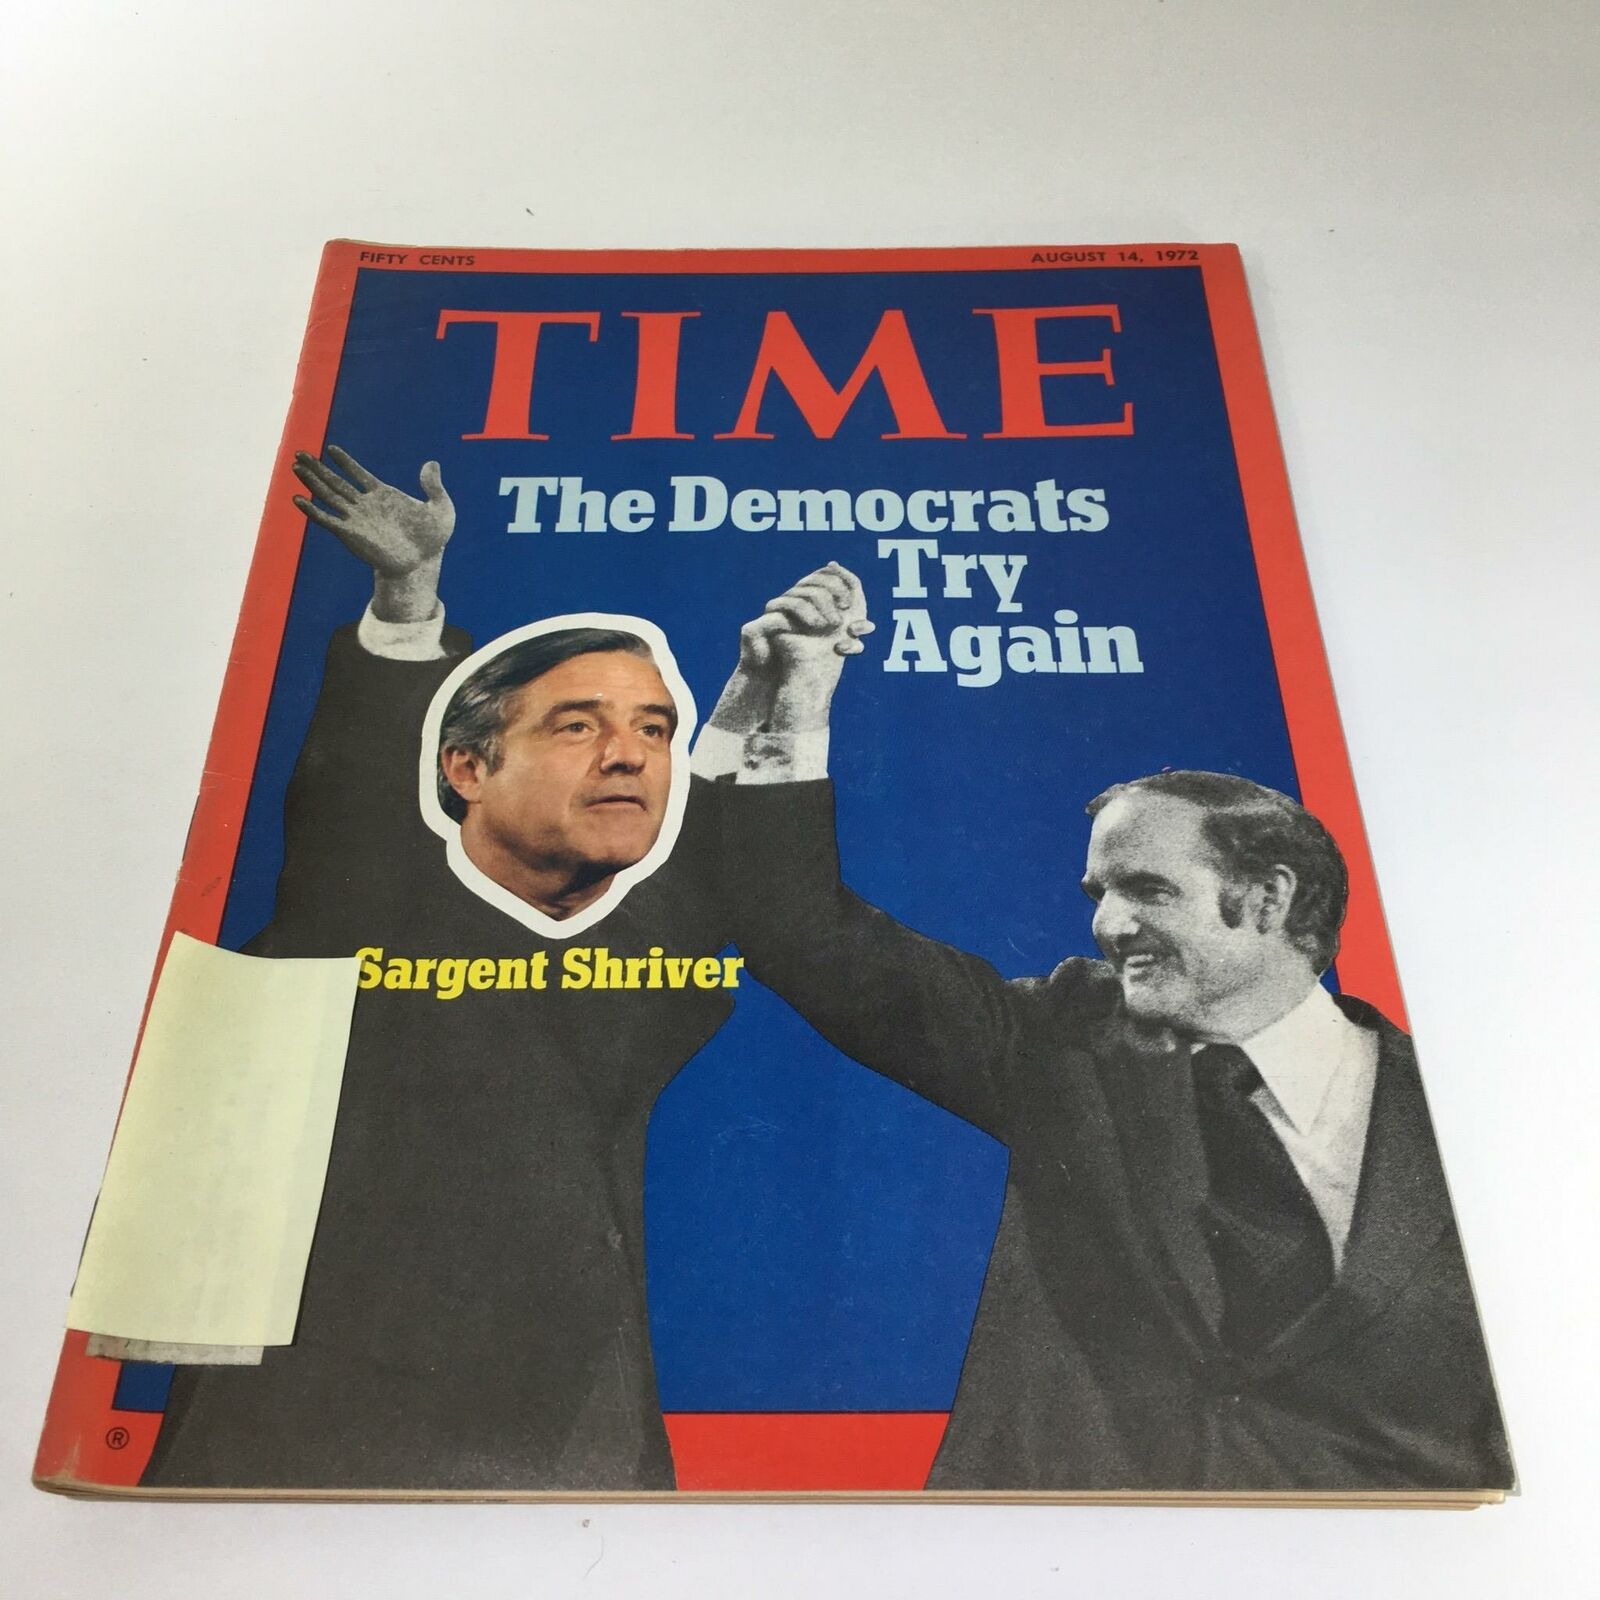 FIFTY CENTS
AUGUST 14, 1972
TIME
The Democrats
Try
Again
Sargent Shriver
®